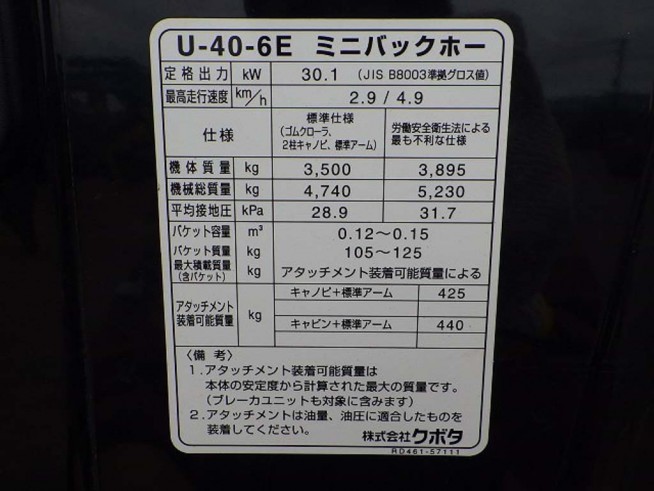 U-40-6E ミニバックホー
定格出力 kW 30.1 (JIS B8003準拠グロス値)
最高走行速度 km/h 2.9 / 4.9
仕様 標準仕様 (ゴムクローラ、2柱キャノピ、標準アーム) 労働安全衛生法による最も不利な仕様
機体質量 kg 3,500 3,895
機械総質量 kg 4,740 5,230
平均接地圧 kPa 28.9 31.7
バケット容量 m³ 0.12〜0.15
バケット質量 kg 105〜125
最大積載質量 (含バケット) kg アタッチメント装着可能質量による
アタッチメント装着可能質量 kg キャノピ+標準アーム 425
キャビン+標準アーム 440
〈備考〉
1.アタッチメント装着可能質量は
本体の安定度から計算された最大の質量です。
(ブレーカユニットも対象に含みます)
2.アタッチメントは油量、油圧に適合したものを
装着してください。
株式会社クボタ
RD461-57111